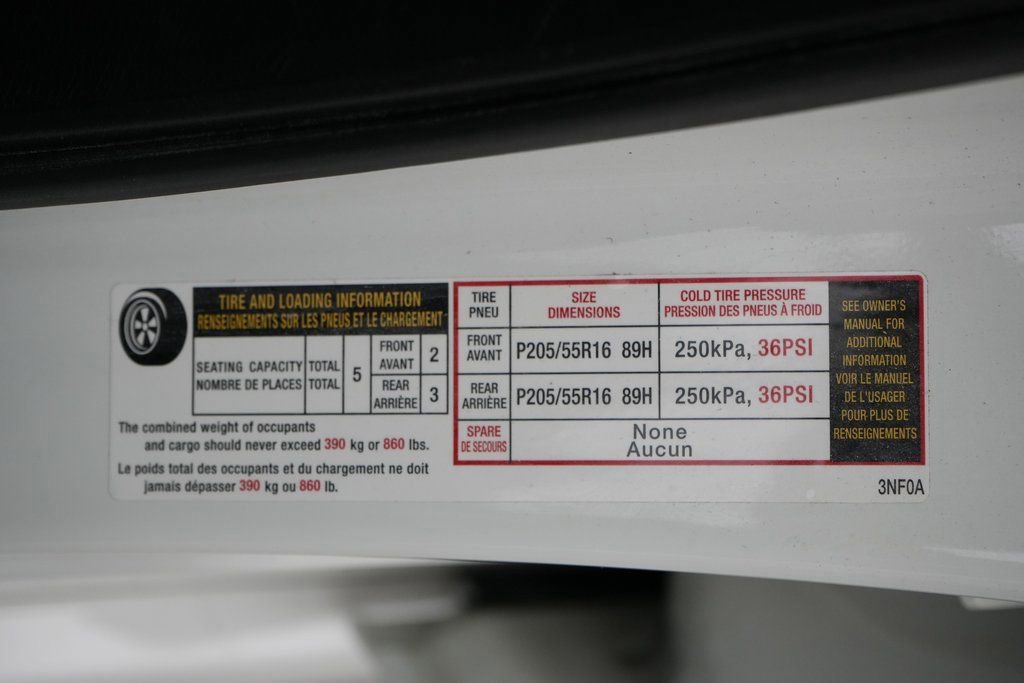 TIRE AND LOADING INFORMATION
RENSEIGNEMENTS SUR LES PNEUS ET LE CHARGEMENT
SEATING CAPACITY TOTAL 5 FRONT 2
NOMBRE DE PLACES TOTAL AVANT
REAR 3
ARRIÈRE
The combined weight of occupants
and cargo should never exceed 390 kg or 860 lbs.
Le poids total des occupants et du chargement ne doit
jamais dépasser 390 kg ou 860 lb.
TIRE SIZE COLD TIRE PRESSURE
PNEU DIMENSIONS PRESSION DES PNEUS À FROID
FRONT
AVANT P205/55R16 89H 250kPa, 36PSI
REAR
ARRIÈRE P205/55R16 89H 250kPa, 36PSI
SPARE None
DE SECOURS Aucun
SEE OWNER'S
MANUAL FOR
ADDITIONAL
INFORMATION
VOIR LE MANUEL
DE L'USAGER
POUR PLUS DE
RENSEIGNEMENTS
3NF0A